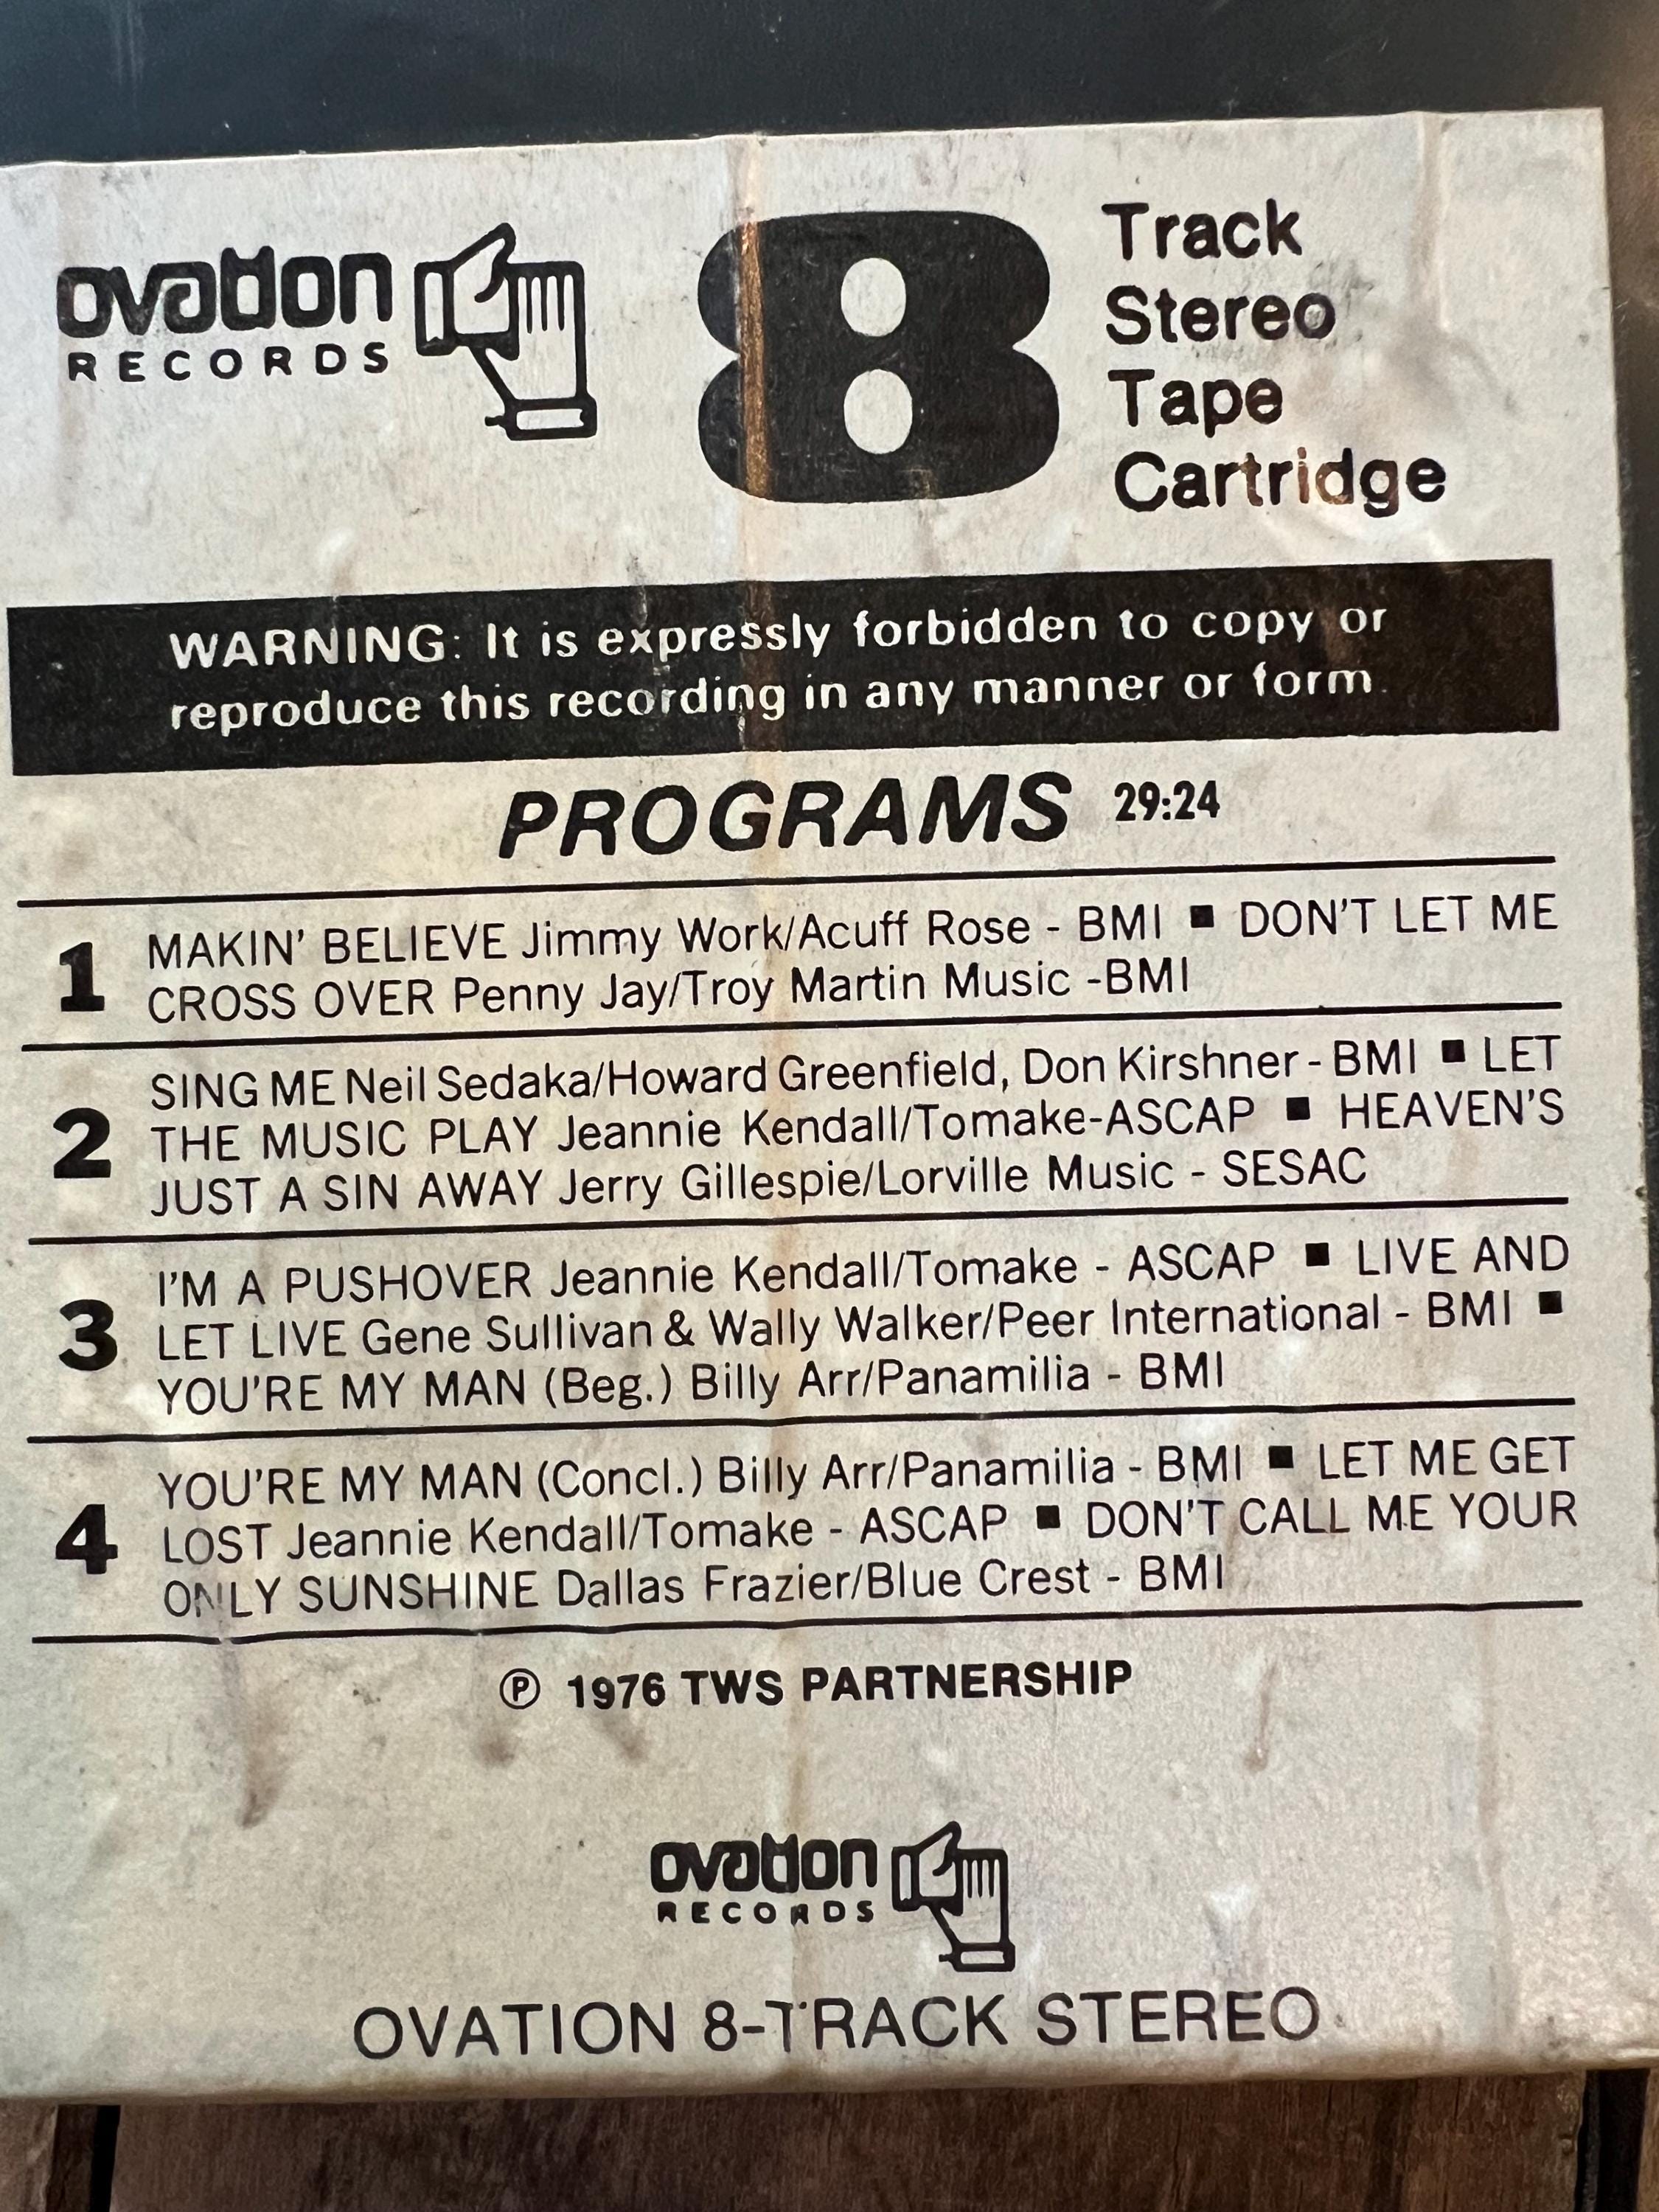 ovation
RECORDS
8
Track
Stereo
Tape
Cartridge
WARNING: It is expressly forbidden to copy or
reproduce this recording in any manner or form.
PROGRAMS 29:24
1 MAKIN' BELIEVE Jimmy Work/Acuff Rose - BMI ■ DON'T LET ME
CROSS OVER Penny Jay/Troy Martin Music -BMI
2 SING ME Neil Sedaka/Howard Greenfield, Don Kirshner - BMI ■ LET
THE MUSIC PLAY Jeannie Kendall/Tomake-ASCAP ■ HEAVEN'S
JUST A SIN AWAY Jerry Gillespie/Lorville Music - SESAC
3 I'M A PUSHOVER Jeannie Kendall/Tomake - ASCAP ■ LIVE AND
LET LIVE Gene Sullivan & Wally Walker/Peer International - BMI ■
YOU'RE MY MAN (Beg.) Billy Arr/Panamilia - BMI
4 YOU'RE MY MAN (Concl.) Billy Arr/Panamilia - BMI ■ LET ME GET
LOST Jeannie Kendall/Tomake - ASCAP ■ DON'T CALL ME YOUR
ONLY SUNSHINE Dallas Frazier/Blue Crest - BMI
℗ 1976 TWS PARTNERSHIP
ovation
RECORDS
OVATION 8-TRACK STEREO